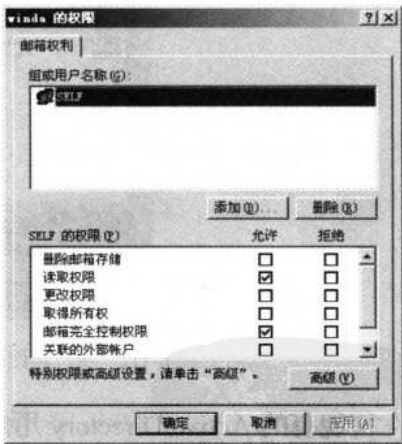 winda 的权限
邮箱权利
组或用户名称(G):
SELF
添加(D)...
删除(R)
SELF 的权限(P)
允许
拒绝
删除邮箱存储
读取权限
更改权限
取得所有权
邮箱完全控制权限
关联的外部帐户
特别权限或高级设置，请单击“高级”。
高级(V)
确定
取消
应用(A)